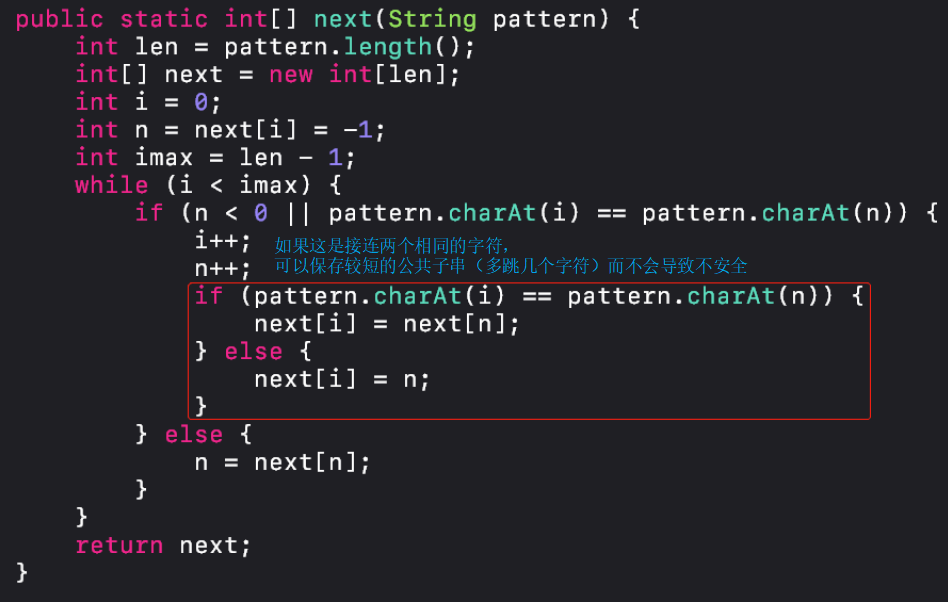 public static int[] next(String pattern) {
    int len = pattern.length();
    int[] next = new int[len];
    int i = 0;
    int n = next[i] = -1;
    int imax = len - 1;
    while (i < imax) {
        if (n < 0 || pattern.charAt(i) == pattern.charAt(n)) {
            i++;
如果这是接连两个相同的字符，
            n++;
可以保存较短的公共子串（多跳几个字符）而不会导致不安全
            if (pattern.charAt(i) == pattern.charAt(n)) {
                next[i] = next[n];
            } else {
                next[i] = n;
            }
        } else {
            n = next[n];
        }
    }
    return next;
}